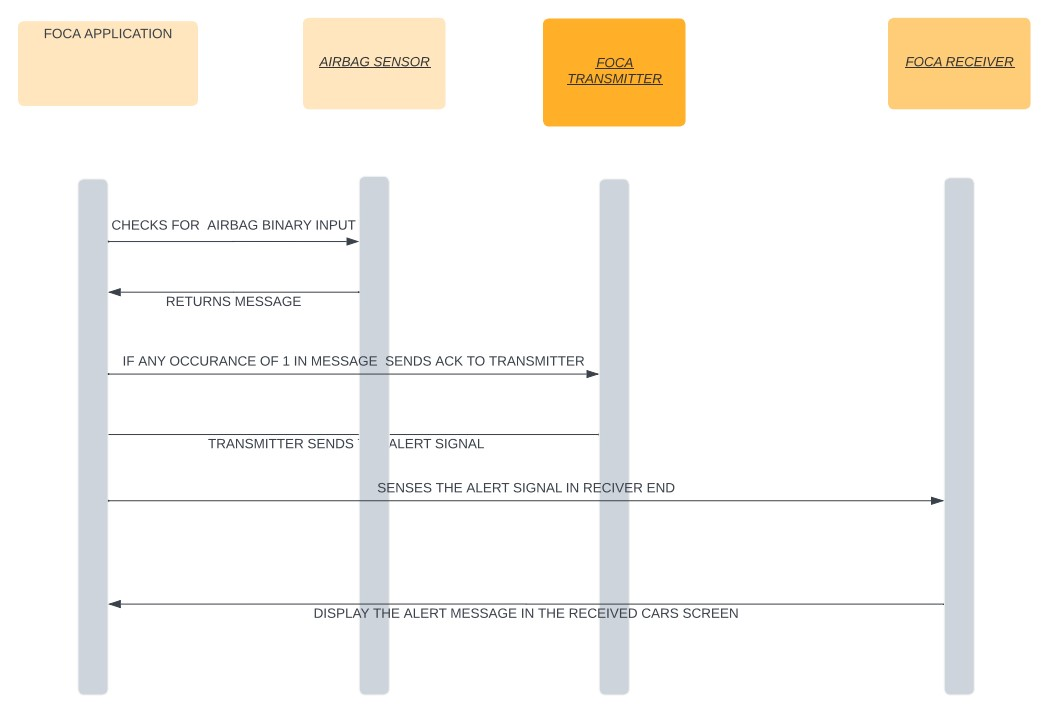 FOCA APPLICATION
AIRBAG SENSOR
FOCA
TRANSMITTER
FOCA RECEIVER
CHECKS FOR AIRBAG BINARY INPUT
RETURNS MESSAGE
IF ANY OCCURANCE OF 1 IN MESSAGE SENDS ACK TO TRANSMITTER
TRANSMITTER SENDS ALERT SIGNAL
SENSES THE ALERT SIGNAL IN RECIVER END
DISPLAY THE ALERT MESSAGE IN THE RECEIVED CARS SCREEN